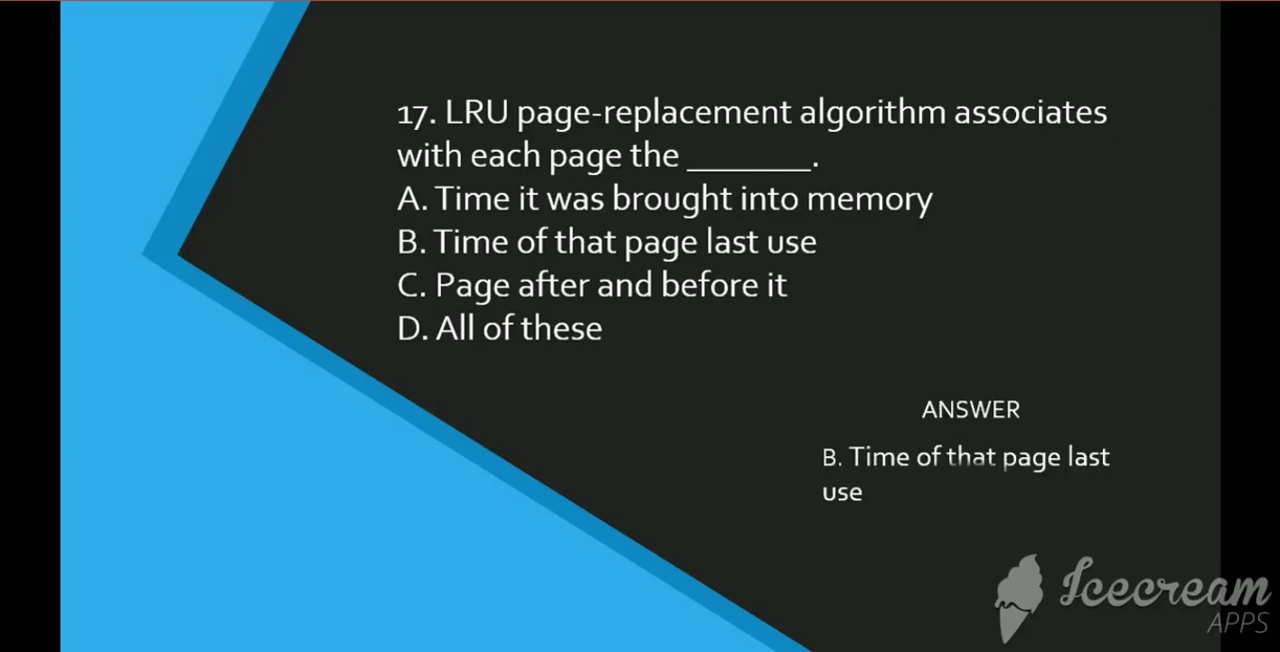 17. LRU page-replacement algorithm associates
with each page the _______.
A. Time it was brought into memory
B. Time of that page last use
C. Page after and before it
D. All of these
ANSWER
B. Time of that page last
use
Icecream
APPS